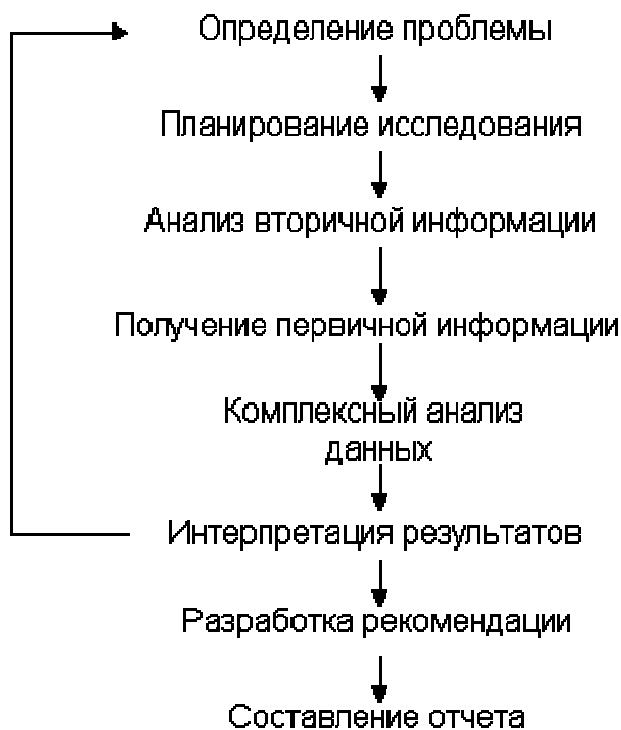 Определение проблемы
Планирование исследования
Анализ вторичной информации
Получение первичной информации
Комплексный анализ
данных
Интерпретация результатов
Разработка рекомендации
Составление отчета